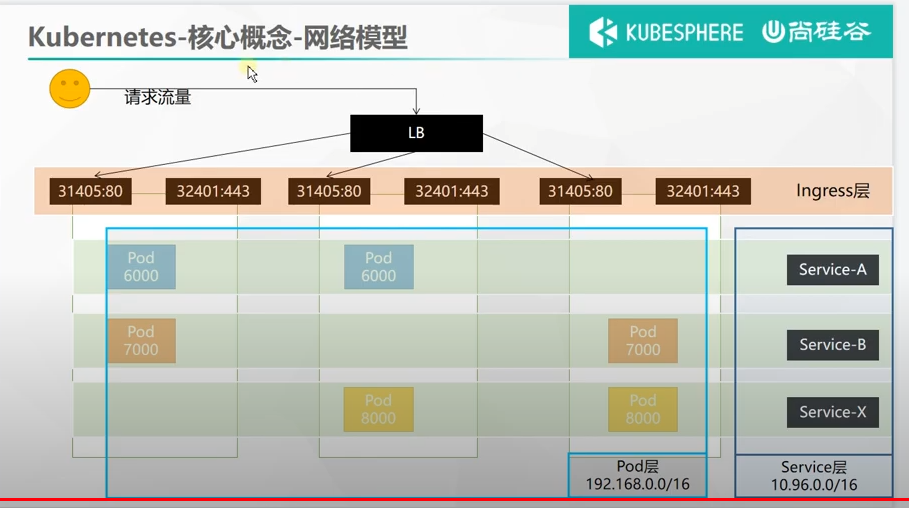 Kubernetes-核心概念-网络模型
KUBESPHERE 尚硅谷
请求流量
LB
31405:80 32401:443 31405:80 32401:443 31405:80 32401:443 Ingress层
Pod
6000
Pod
6000
Service-A
Pod
7000
Pod
7000
Service-B
Pod
8000
Pod
8000
Service-X
Pod层
192.168.0.0/16
Service层
10.96.0.0/16